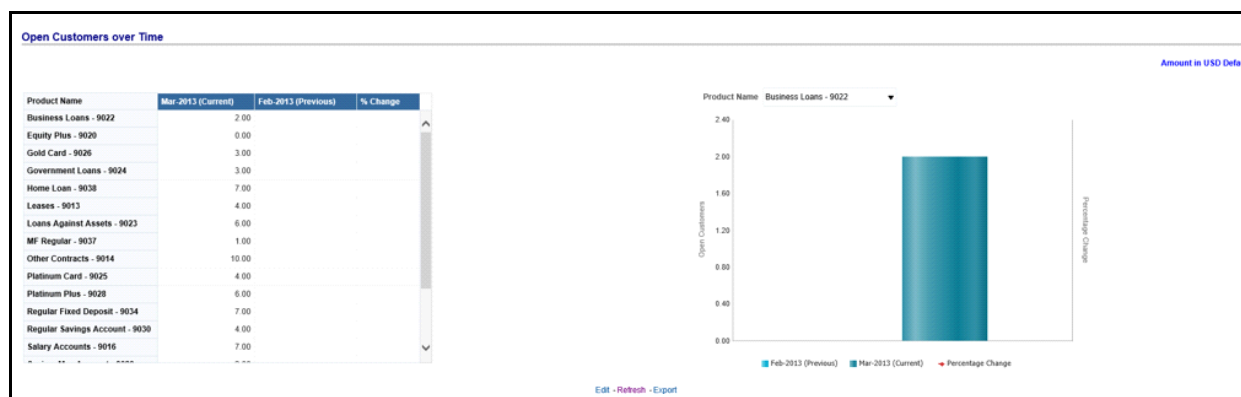 Open Customers over Time
Amount in USD Defa
Product Name Mar-2013 (Current) Feb-2013 (Previous) % Change
Business Loans - 9022 2.00
Equity Plus - 9020 0.00
Gold Card - 9026 3.00
Government Loans - 9024 3.00
Home Loan - 9038 7.00
Leases - 9013 4.00
Loans Against Assets - 9023 6.00
MF Regular - 9037 1.00
Other Contracts - 9014 10.00
Platinum Card - 9025 4.00
Platinum Plus - 9028 6.00
Regular Fixed Deposit - 9034 7.00
Regular Savings Account - 9030 4.00
Salary Accounts - 9016 7.00
Product Name Business Loans - 9022
2.40
2.00
1.60
1.20
0.80
0.40
0.00
Open Customers
Percentage Change
Feb-2013 (Previous) Mar-2013 (Current) Percentage Change
Edit - Refresh - Export